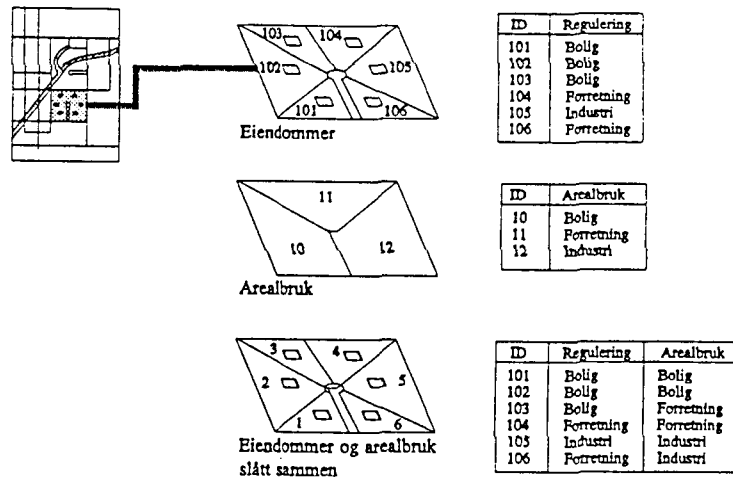 103
104
102
105
101
106
Eiendommer
ID Regulering
101 Bolig
102 Bolig
103 Bolig
104 Forretning
105 Industri
106 Forretning
11
10
12
Arealbruk
ID Arealbruk
10 Bolig
11 Forretning
12 Industri
3
4
2
5
1
6
Eiendommer og arealbruk
slått sammen
ID Regulering Arealbruk
101 Bolig Bolig
102 Bolig Bolig
103 Bolig Forretning
104 Forretning Forretning
105 Industri Industri
106 Forretning Industri